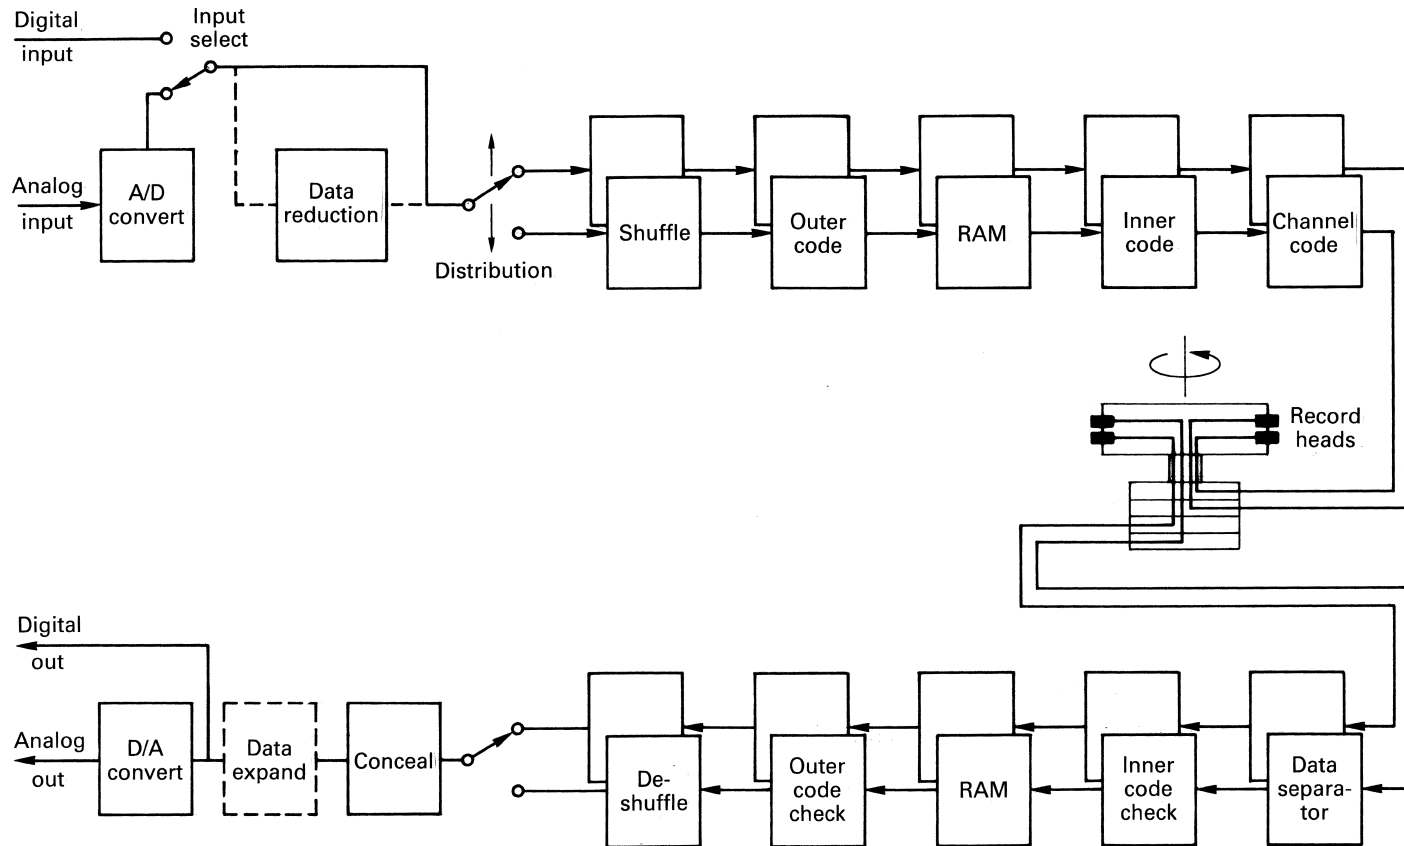 Digital
input
Input
select
Analog
input
A/D
convert
Data
reduction
Distribution
Shuffle
Outer
code
RAM
Inner
code
Channel
code
Record
heads
Digital
out
Analog
out
D/A
convert
Data
expand
Conceal
De-
shuffle
Outer
code
check
RAM
Inner
code
check
Data
separa-
tor